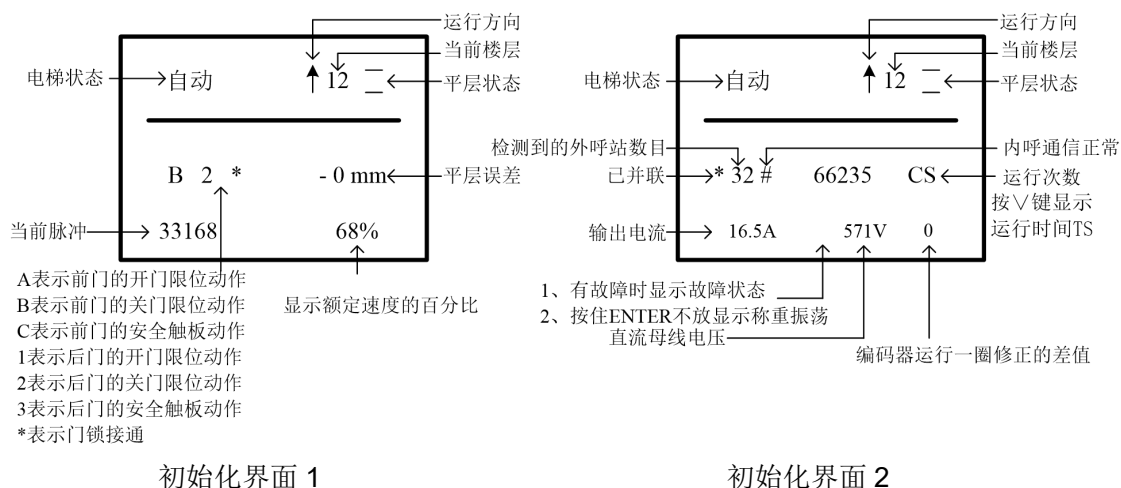 运行方向
当前楼层
电梯状态
自动
12
平层状态
B 2 *
- 0 mm
平层误差
当前脉冲
33168
68%
A表示前门的开门限位动作
B表示前门的关门限位动作
C表示前门的安全触板动作
1表示后门的开门限位动作
2表示后门的关门限位动作
3表示后门的安全触板动作
*表示门锁接通
显示额定速度的百分比
初始化界面 1
运行方向
当前楼层
电梯状态
自动
12
平层状态
检测到的外呼站数目
内呼通信正常
已并联
* 32 #
66235
CS
运行次数
按∨键显示
运行时间TS
输出电流
16.5A
571V
0
1、有故障时显示故障状态
2、按住ENTER不放显示称重振荡
直流母线电压
编码器运行一圈修正的差值
初始化界面 2